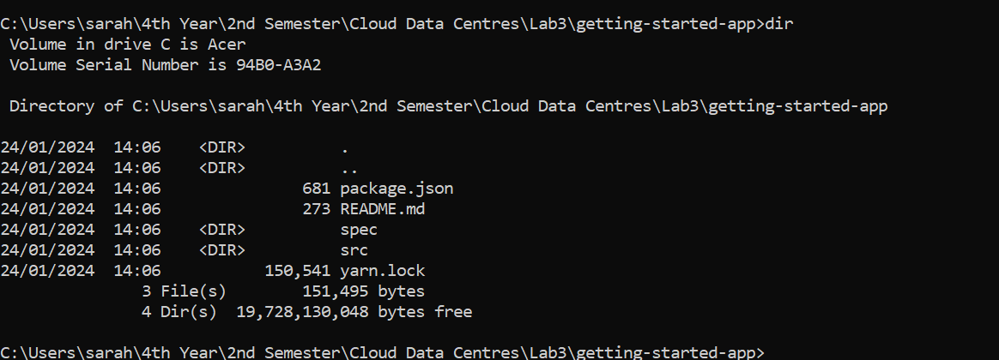 C:\Users\sarah\4th Year\2nd Semester\Cloud Data Centres\Lab3\getting-started-app>dir
 Volume in drive C is Acer
 Volume Serial Number is 94B0-A3A2

 Directory of C:\Users\sarah\4th Year\2nd Semester\Cloud Data Centres\Lab3\getting-started-app

24/01/2024  14:06    <DIR>          .
24/01/2024  14:06    <DIR>          ..
24/01/2024  14:06               681 package.json
24/01/2024  14:06               273 README.md
24/01/2024  14:06    <DIR>          spec
24/01/2024  14:06    <DIR>          src
24/01/2024  14:06           150,541 yarn.lock
               3 File(s)        151,495 bytes
               4 Dir(s)  19,728,130,048 bytes free

C:\Users\sarah\4th Year\2nd Semester\Cloud Data Centres\Lab3\getting-started-app>